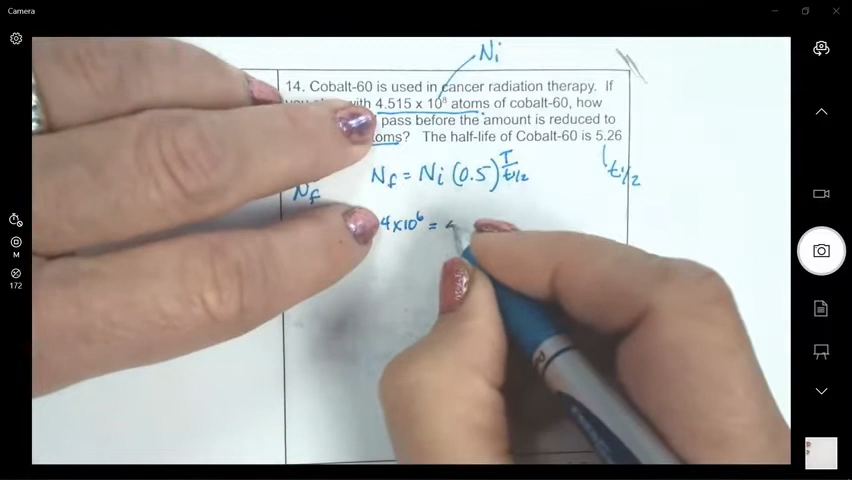 Camera
Ni
14. Cobalt-60 is used in cancer radiation therapy. If
with 4.515 x 10⁸ atoms of cobalt-60, how
pass before the amount is reduced to
toms? The half-life of Cobalt-60 is 5.26
Nf = Ni (0.5)^T/t1/2
t1/2
Nf
4x10⁶ =
M
172